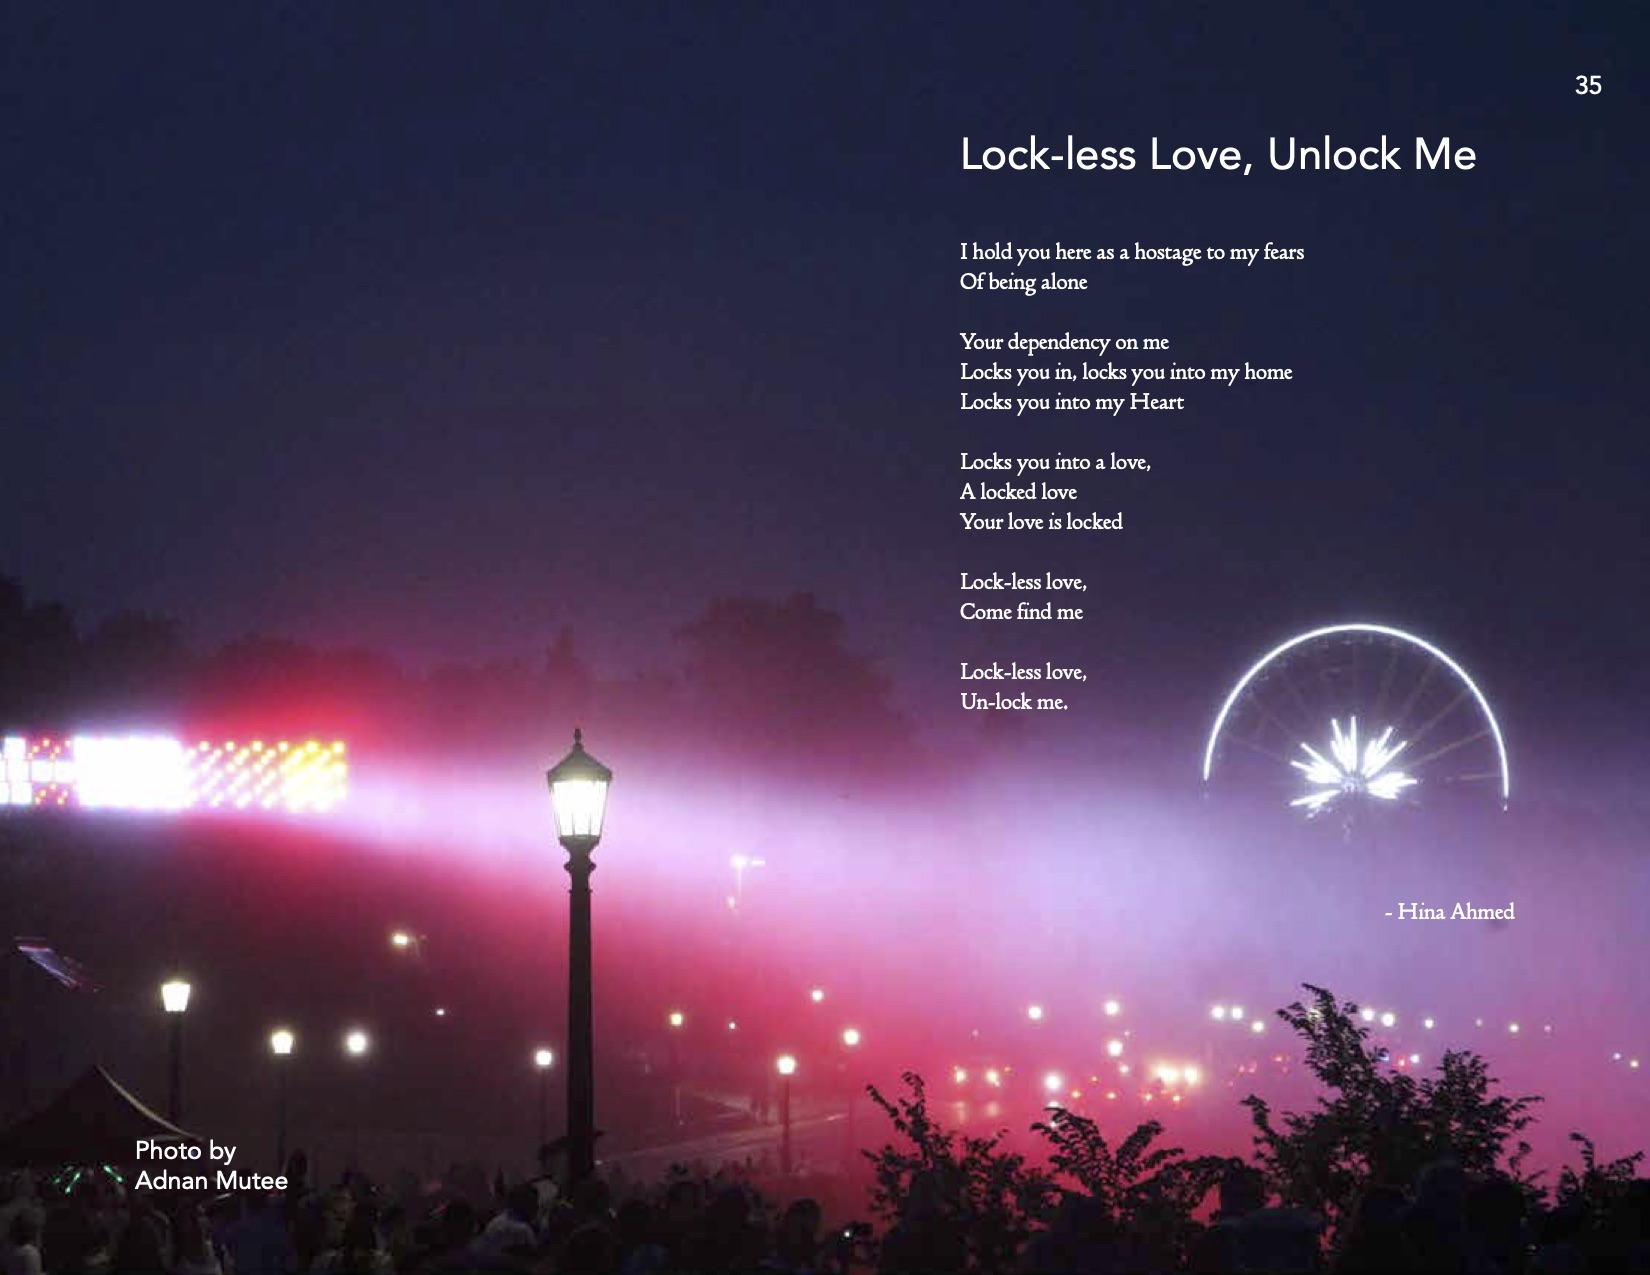 35
Lock-less Love, Unlock Me
I hold you here as a hostage to my fears
Of being alone
Your dependency on me
Locks you in, locks you into my home
Locks you into my Heart
Locks you into a love,
A locked love
Your love is locked
Lock-less love,
Come find me
Lock-less love,
Un-lock me.
- Hina Ahmed
Photo by
Adnan Mutee